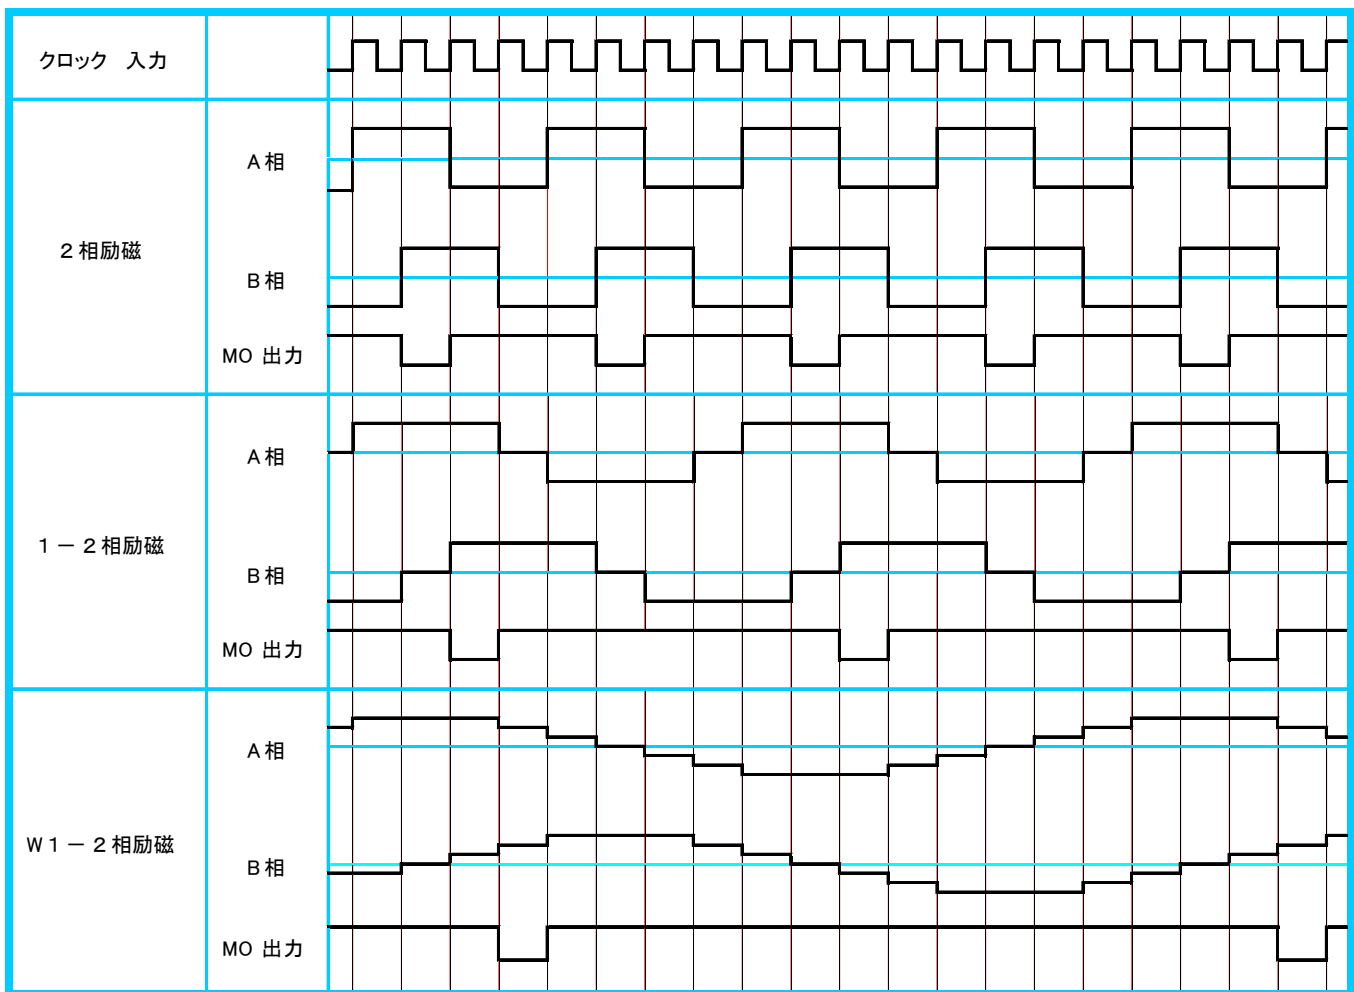 クロック　入力
A相
2相励磁
B相
MO 出力
A相
1－2相励磁
B相
MO 出力
A相
W1－2相励磁
B相
MO 出力